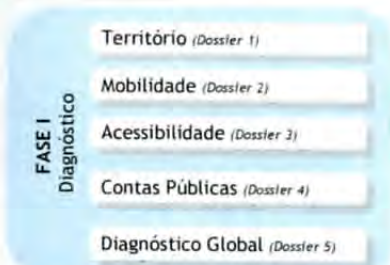 FASE I
Diagnóstico
Território (Dossier 1)
Mobilidade (Dossier 2)
Acessibilidade (Dossier 3)
Contas Públicas (Dossier 4)
Diagnóstico Global (Dossier 5)